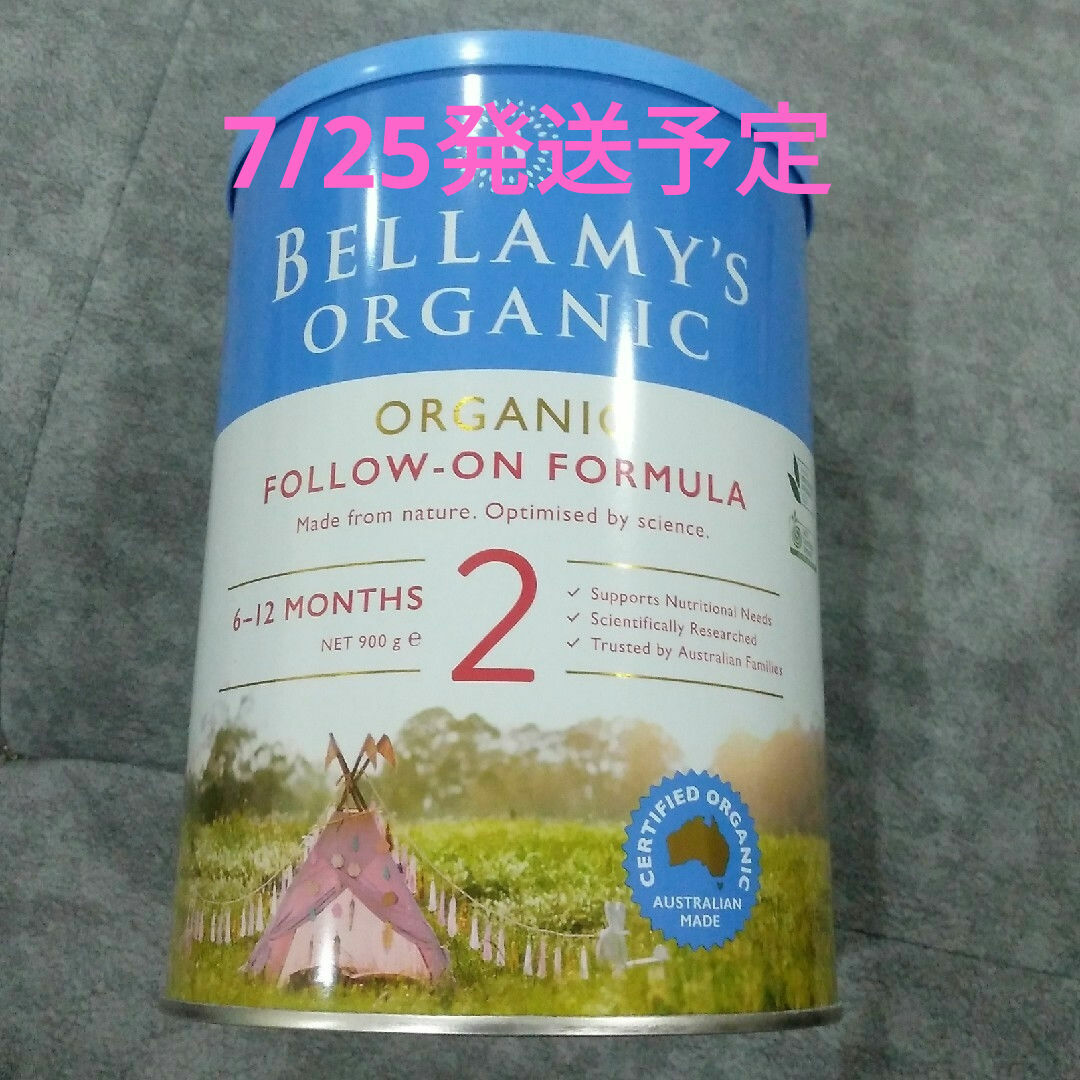 7/25発送予定
BELLAMY'S
ORGANIC
ORGANIC
FOLLOW-ON FORMULA
Made from nature. Optimised by science.
6-12 MONTHS
NET 900 g ℮
2
✓ Supports Nutritional Needs
✓ Scientifically Researched
✓ Trusted by Australian Families
CERTIFIED ORGANIC
AUSTRALIAN
MADE